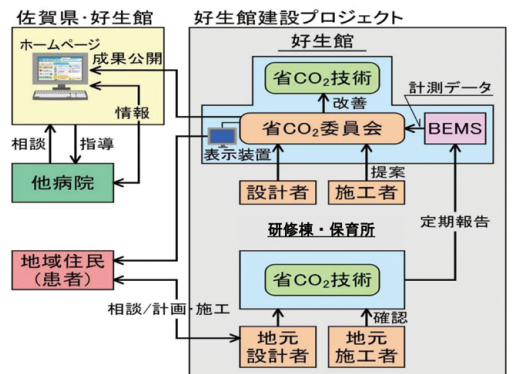 佐賀県・好生館
ホームページ
成果公開
情報
相談
指導
他病院
地域住民
(患者)
相談/計画・施工
好生館建設プロジェクト
好生館
省CO₂技術
改善
計測データ
省CO₂委員会
BEMS
表示装置
提案
設計者
施工者
定期報告
研修棟・保育所
省CO₂技術
確認
地元
設計者
地元
施工者